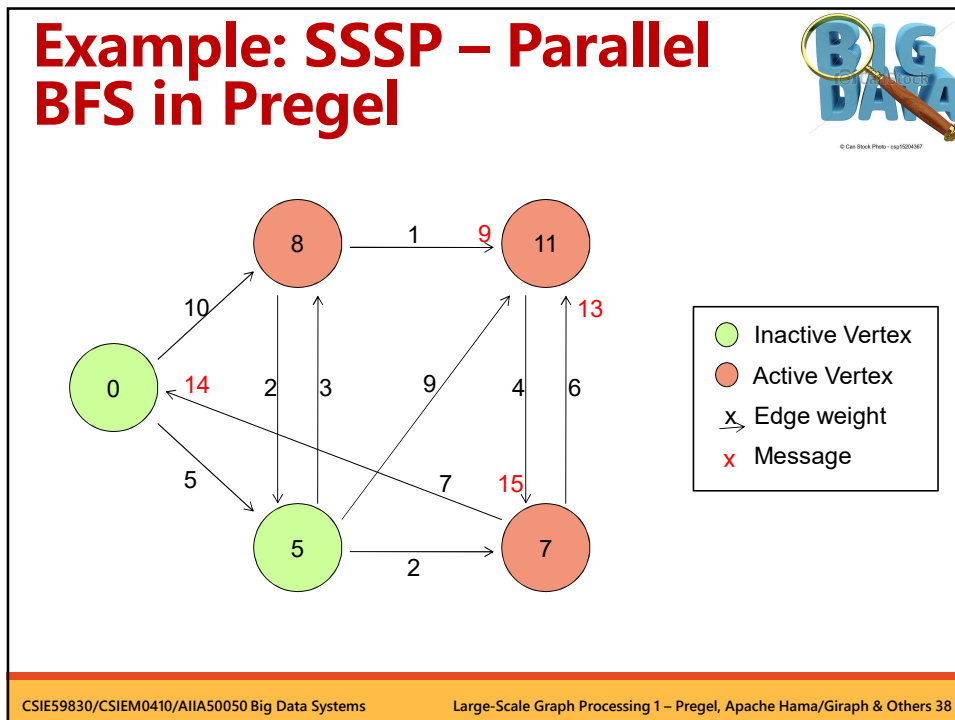 Example: SSSP – Parallel
BFS in Pregel
BIG
DATA
CanStock
© Can Stock Photo - csp15204367
8
1
9
11
10
13
0
14
2
3
9
4
6
5
7
15
5
2
7
Inactive Vertex
Active Vertex
x Edge weight
x Message
CSIE59830/CSIEM0410/AIIA50050 Big Data Systems
Large-Scale Graph Processing 1 – Pregel, Apache Hama/Giraph & Others 38